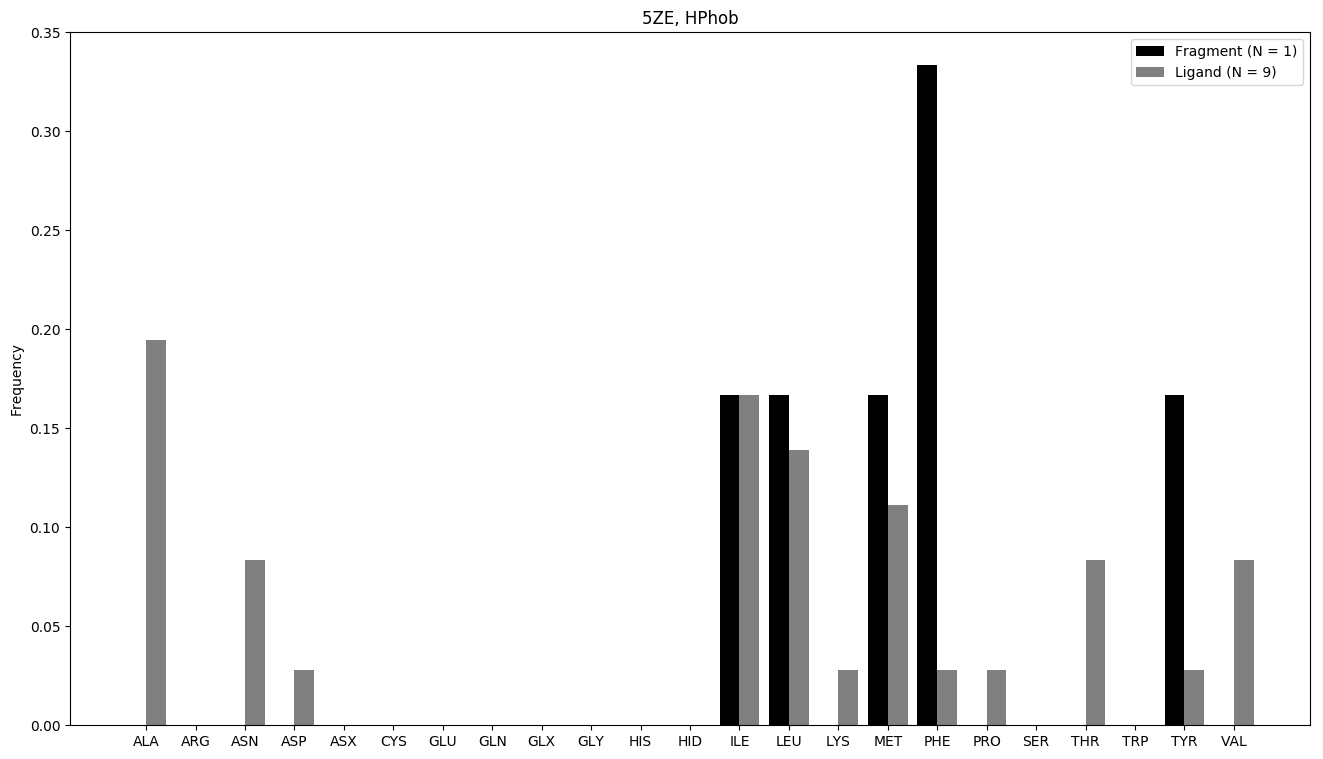 5ZE, HPhob
Fragment (N = 1)
Ligand (N = 9)
Frequency
0.35
0.30
0.25
0.20
0.15
0.10
0.05
0.00
ALA ARG ASN ASP ASX CYS GLU GLN GLX GLY HIS HID ILE LEU LYS MET PHE PRO SER THR TRP TYR VAL